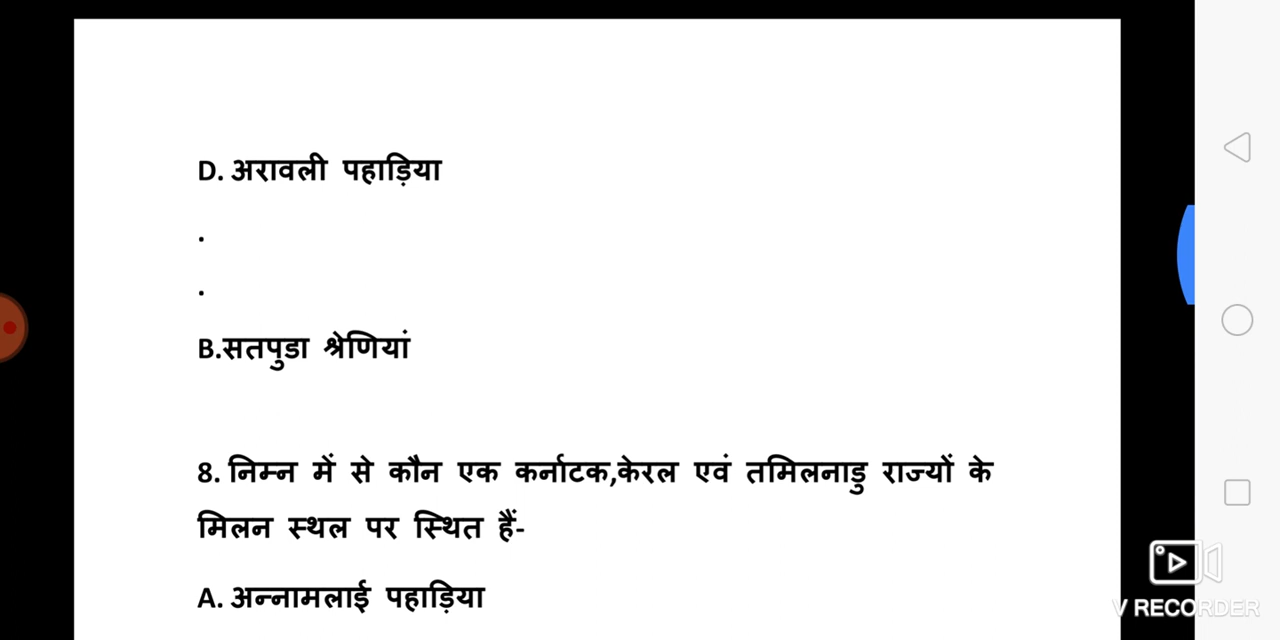 D. अरावली पहाड़िया
.
.
B.सतपुडा श्रेणियां
8. निम्न में से कौन एक कर्नाटक,केरल एवं तमिलनाडु राज्यों के
मिलन स्थल पर स्थित हैं-
A. अन्नामलाई पहाड़िया
V RECORDER